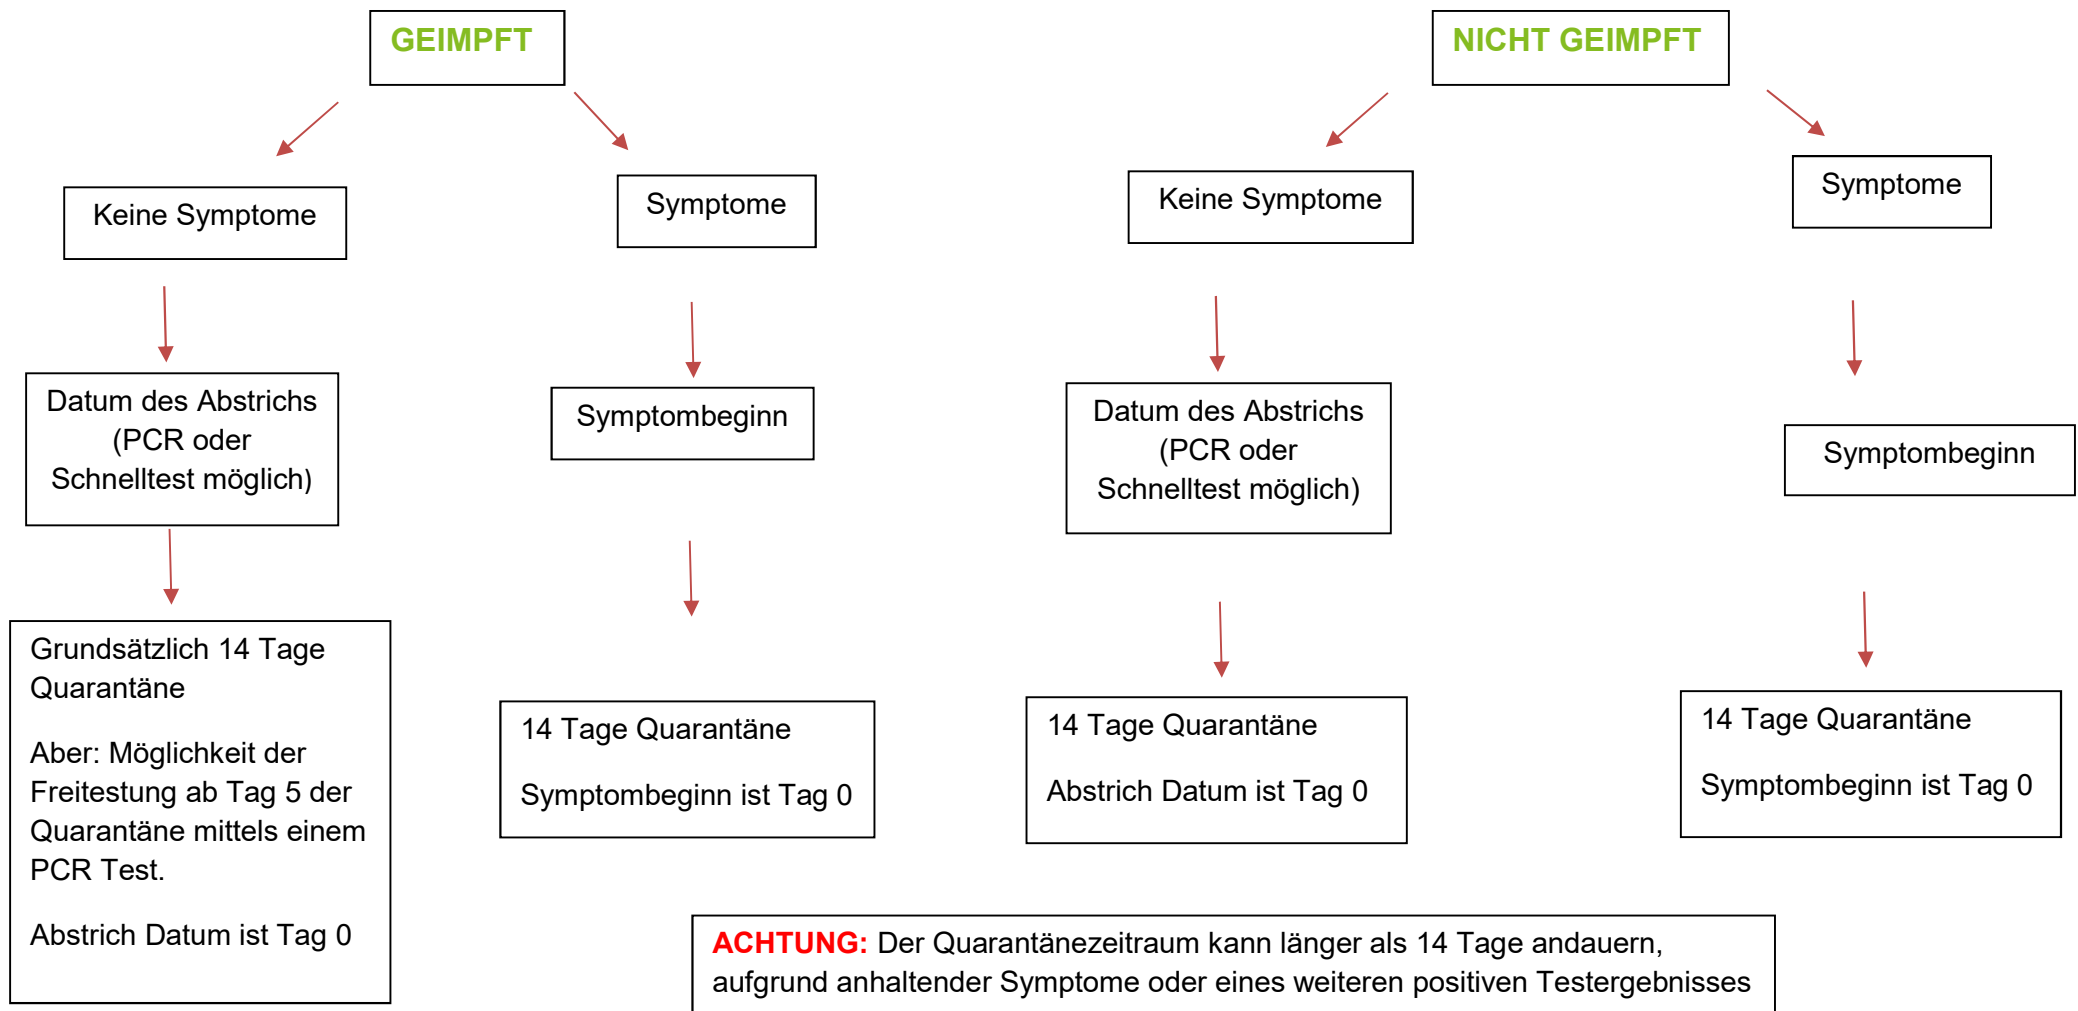 GEIMPFT
Keine Symptome
Symptome
Datum des Abstrichs
(PCR oder
Schnelltest möglich)
Symptombeginn
Grundsätzlich 14 Tage
Quarantäne
Aber: Möglichkeit der
Freitestung ab Tag 5 der
Quarantäne mittels einem
PCR Test.
Abstrich Datum ist Tag 0
14 Tage Quarantäne
Symptombeginn ist Tag 0
NICHT GEIMPFT
Keine Symptome
Symptome
Datum des Abstrichs
(PCR oder
Schnelltest möglich)
Symptombeginn
14 Tage Quarantäne
Abstrich Datum ist Tag 0
14 Tage Quarantäne
Symptombeginn ist Tag 0
ACHTUNG: Der Quarantänezeitraum kann länger als 14 Tage andauern,
aufgrund anhaltender Symptome oder eines weiteren positiven Testergebnisses